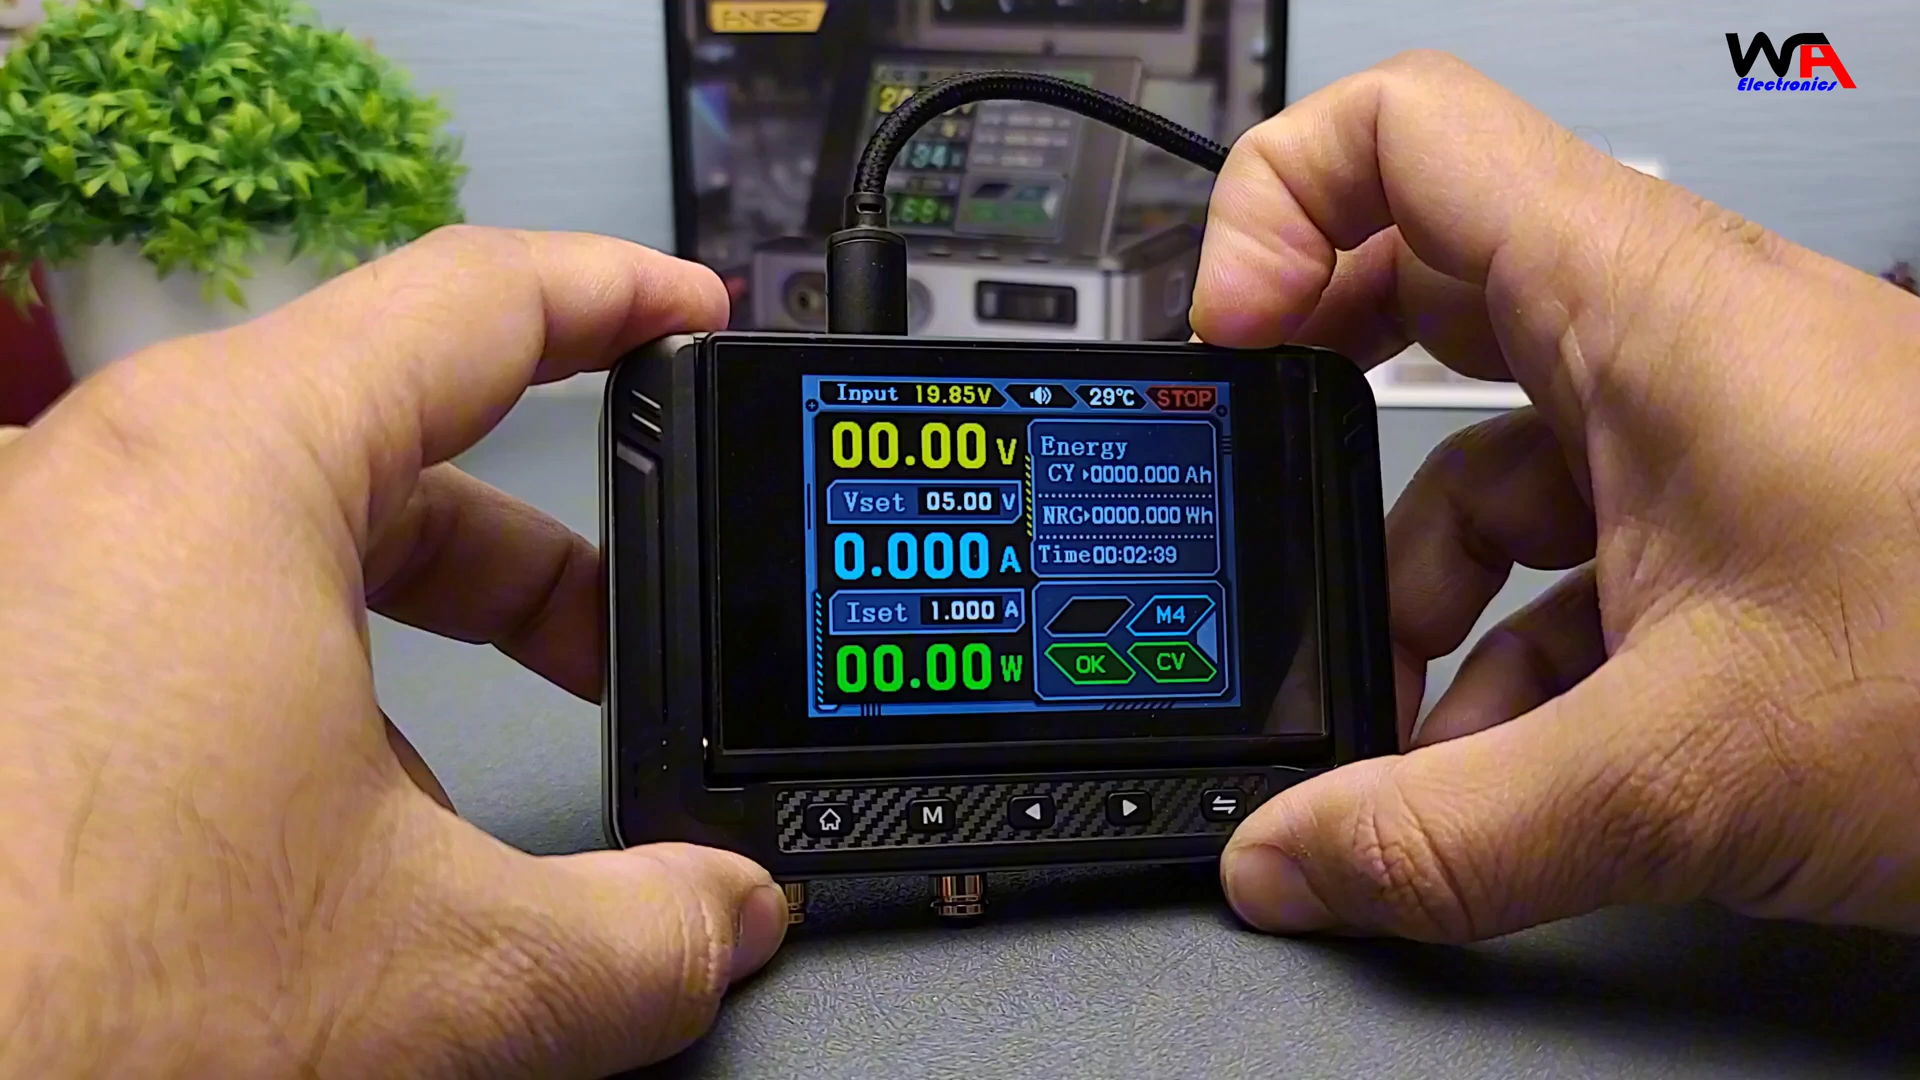 FNIRSI
WA
Electronics
Input 19.85V 29℃ STOP
00.00 V
Vset 05.00 V
0.000 A
Iset 1.000 A
00.00 W
Energy
CY▸0000.000 Ah
NRG▸0000.000 Wh
Time 00:02:39
M4
OK CV
M